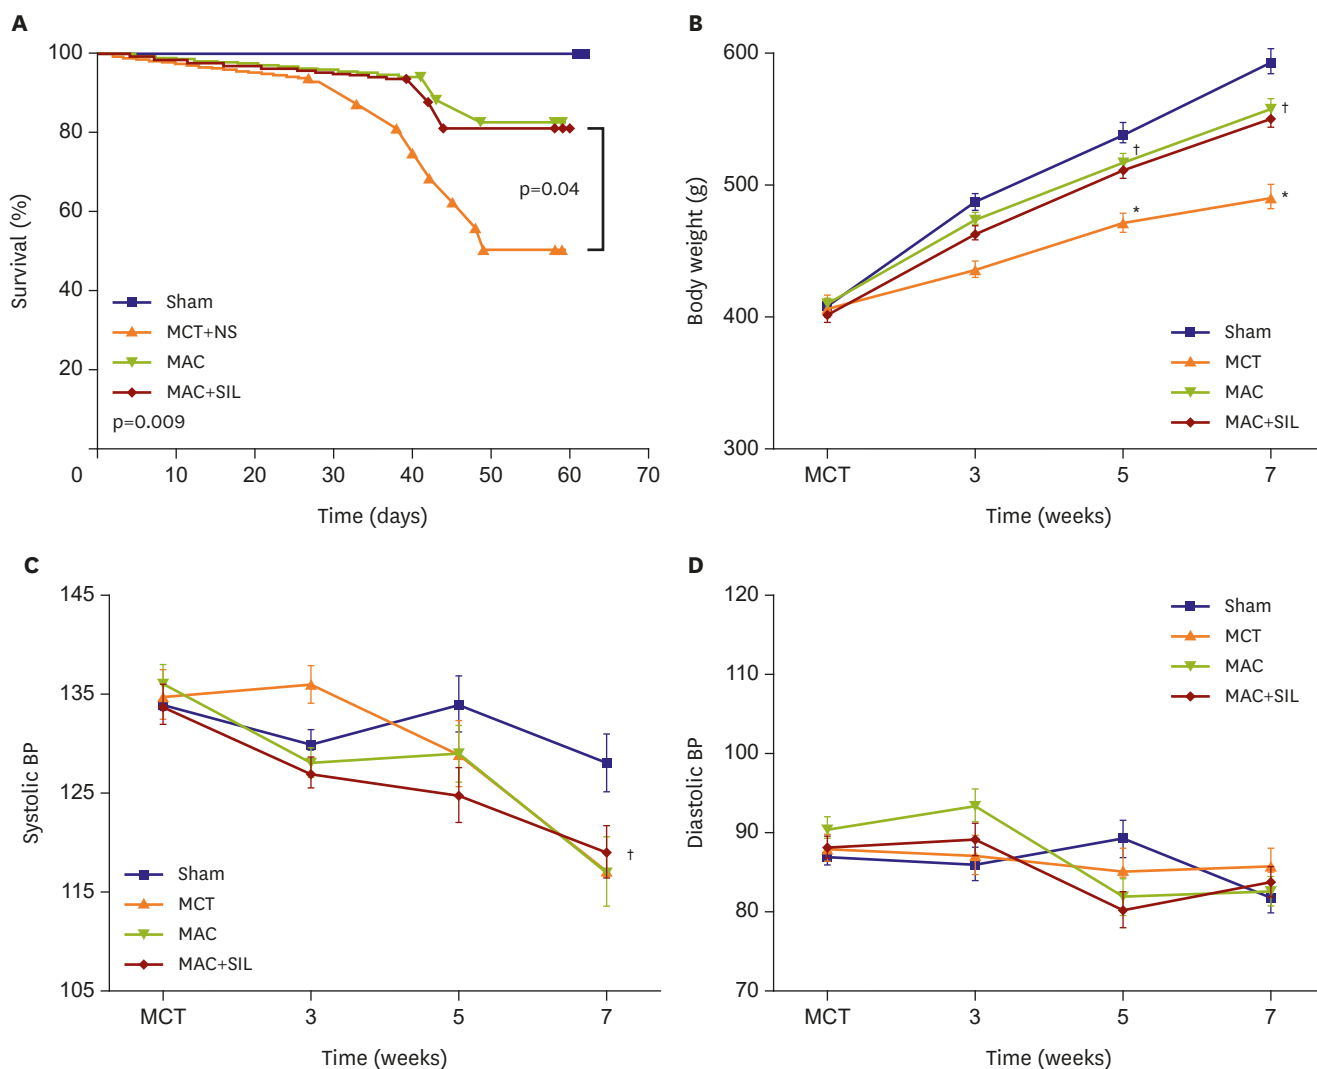 A
100
80
60
40
20
0
10
20
30
40
50
60
70
Survival (%)
Time (days)
p=0.04
Sham
MCT+NS
MAC
MAC+SIL
p=0.009
B
600
500
400
300
MCT
3
5
7
Body weight (g)
Time (weeks)
†
†
*
*
Sham
MCT
MAC
MAC+SIL
C
145
135
125
115
105
MCT
3
5
7
Systolic BP
Time (weeks)
†
Sham
MCT
MAC
MAC+SIL
D
120
110
100
90
80
70
MCT
3
5
7
Diastolic BP
Time (weeks)
Sham
MCT
MAC
MAC+SIL